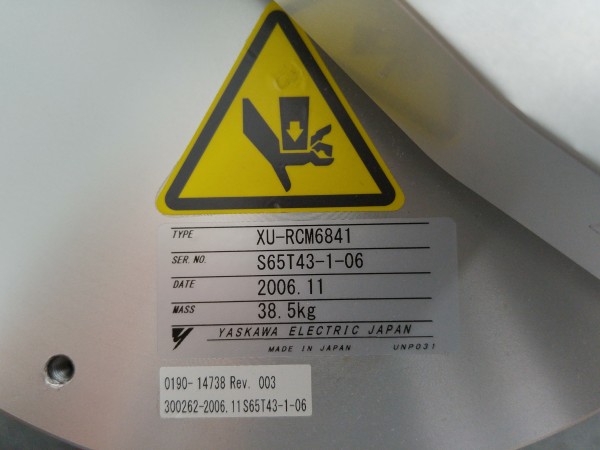 TYPE XU-RCM6841
SER. NO. S65T43-1-06
DATE 2006.11
MASS 38.5kg
YASKAWA ELECTRIC JAPAN
MADE IN JAPAN UNP031
0190-14738 Rev. 003
300262-2006.11S65T43-1-06